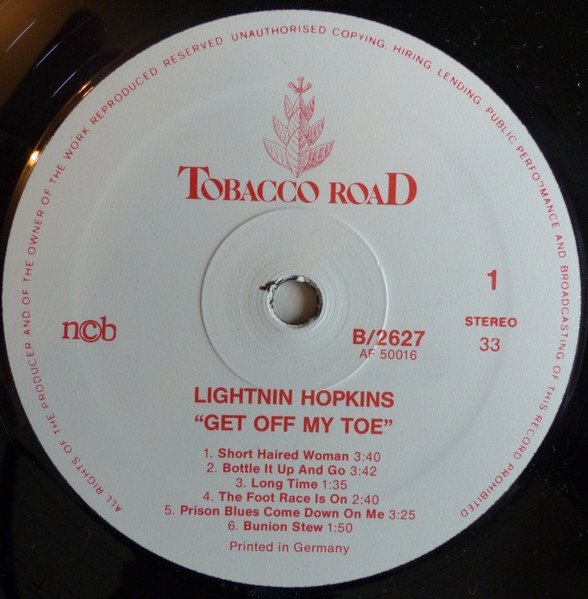 ALL RIGHTS OF THE PRODUCER AND OF THE OWNER OF THE WORK REPRODUCED RESERVED UNAUTHORISED COPYING, HIRING, LENDING, PUBLIC PERFORMANCE AND BROADCASTING OF THIS RECORD PROHIBITED
TOBACCO ROAD
1
ncb
B/2627
STEREO
AF 50016
33
LIGHTNIN HOPKINS
“GET OFF MY TOE”
1. Short Haired Woman 3:40
2. Bottle It Up And Go 3:42
3. Long Time 1:35
4. The Foot Race Is On 2:40
5. Prison Blues Come Down On Me 3:25
6. Bunion Stew 1:50
Printed in Germany